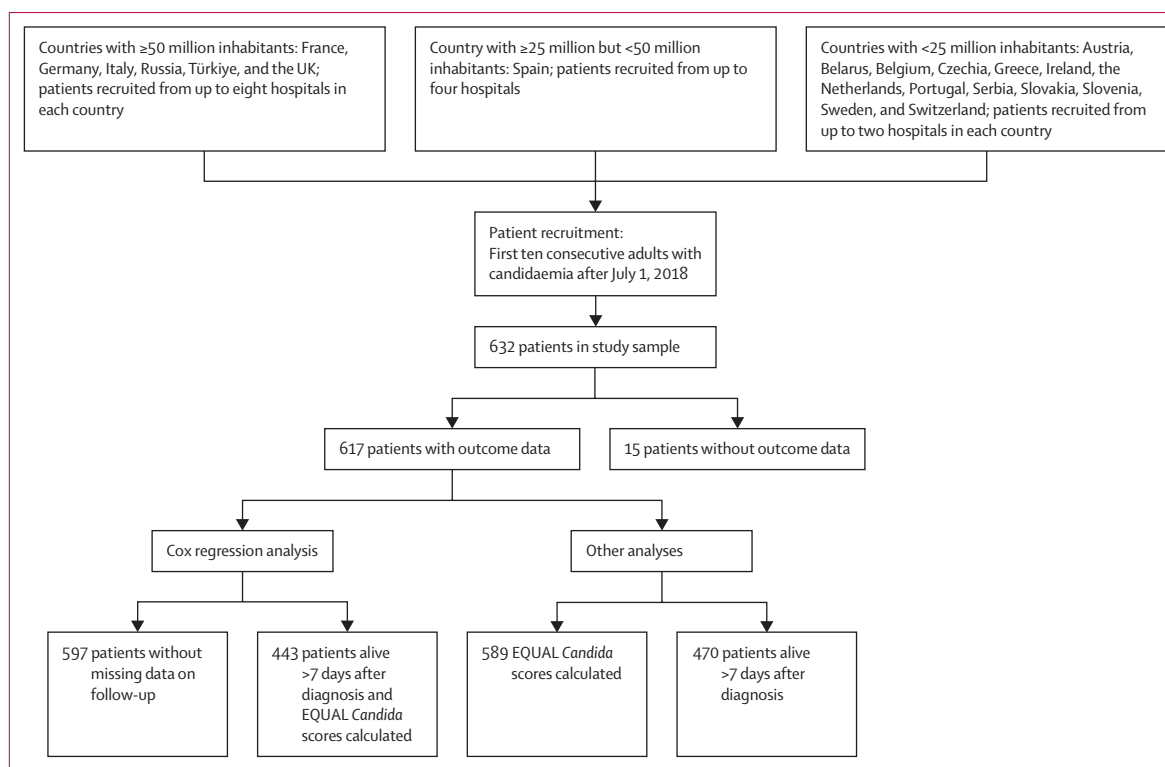 Countries with ≥50 million inhabitants: France,
Germany, Italy, Russia, Türkiye, and the UK;
patients recruited from up to eight hospitals in
each country
Country with ≥25 million but <50 million
inhabitants: Spain; patients recruited from up to
four hospitals
Countries with <25 million inhabitants: Austria,
Belarus, Belgium, Czechia, Greece, Ireland, the
Netherlands, Portugal, Serbia, Slovakia, Slovenia,
Sweden, and Switzerland; patients recruited from
up to two hospitals in each country
Patient recruitment:
First ten consecutive adults with
candidaemia after July 1, 2018
632 patients in study sample
617 patients with outcome data
15 patients without outcome data
Cox regression analysis
Other analyses
597 patients without
missing data on
follow-up
443 patients alive
>7 days after
diagnosis and
EQUAL Candida
scores calculated
589 EQUAL Candida
scores calculated
470 patients alive
>7 days after
diagnosis